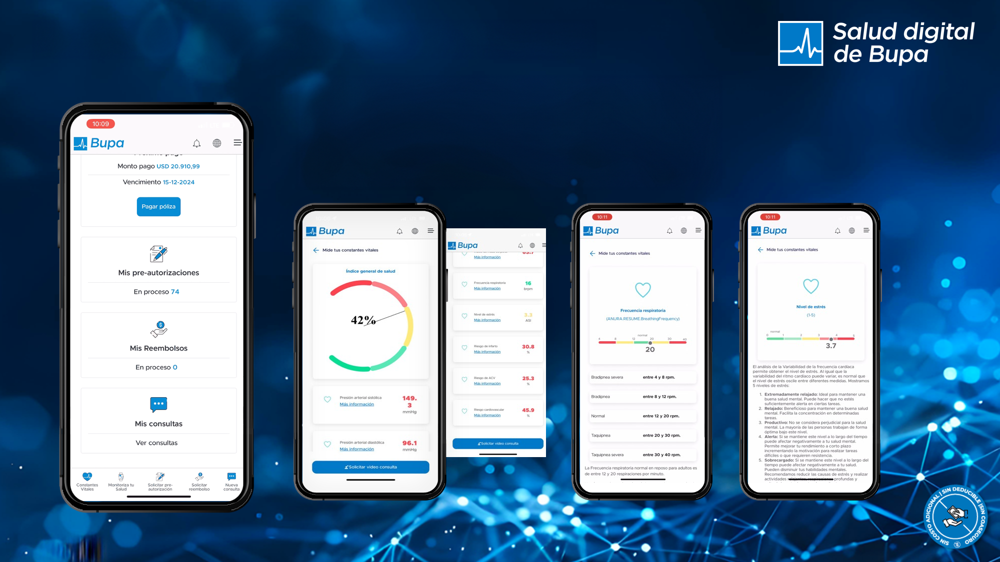 Salud digital
de Bupa
10:09
Bupa
Próximo pago
Monto pago USD 20.910,99
Vencimiento 15-12-2024
Pagar póliza
Mis pre-autorizaciones
En proceso 74
Mis Reembolsos
En proceso 0
Mis consultas
Ver consultas
Constantes
Vitales
Monitoriza tu
Salud
Solicitar pre-
autorización
Solicitar
reembolso
Nueva
consulta
Bupa
Mide tus constantes vitales
Índice general de salud
42%
Presión arterial sistólica
Más información
149.
3
mmHg
Presión arterial diastólica
Más información
96.1
mmHg
Solicitar video consulta
Bupa
Más información
Frecuencia respiratoria
Más información
16
brpm
Nivel de estrés
Más información
3.3
ASI
Riesgo de infarto
Más información
30.8
%
Riesgo de ACV
Más información
25.3
%
Riesgo cardiovascular
Más información
45.9
%
Solicitar video consulta
10:11
Bupa
Mide tus constantes vitales
Frecuencia respiratoria
(ANURA.RESUME.BreathingFrequency)
normal
4 8 12 20 30 40
20
Bradipnea severa entre 4 y 8 rpm.
Bradipnea entre 8 y 12 rpm.
Normal entre 12 y 20 rpm.
Taquipnea entre 20 y 30 rpm.
Taquipnea severa entre 30 y 40 rpm.
La Frecuencia respiratoria normal en reposo para adultos es
de entre 12 y 20 respiraciones por minuto.
10:11
Bupa
Mide tus constantes vitales
Nivel de estrés
(1-5)
normal
0 1 2 3 4 5
3.7
El análisis de la Variabilidad de la frecuencia cardíaca
permite obtener el nivel de estrés. Al igual que la
variabilidad del ritmo cardíaco puede variar, es normal que
el nivel de estrés oscile entre diferentes medidas. Mostramos
5 niveles de estrés:
1. Extremadamente relajado: Ideal para mantener una
buena salud mental. Puede hacer que no estés
suficientemente alerta en ciertas tareas.
2. Relajado: Beneficioso para mantener una buena salud
mental. Facilita la concentración en determinadas
tareas.
3. Productivo: No se considera perjudicial para la salud
mental. La mayoría de las personas trabajan de forma
óptima bajo este nivel.
4. Alerta: Si se mantiene este nivel a lo largo del tiempo
puede afectar negativamente a tu salud mental.
Permite mejorar tu rendimiento a corto plazo
incrementando la motivación para realizar tareas
difíciles o que requieren resistencia.
5. Sobrecargado: Si se mantiene este nivel a lo largo del
tiempo puede afectar negativamente a tu salud.
Pueden disminuir tus habilidades mentales.
Recomendamos reducir las causas de estrés y realizar
actividades relajantes, respiraciones profundas y
SIN COSTO ADICIONAL | SIN DEDUCIBLE | SIN COASEGURO